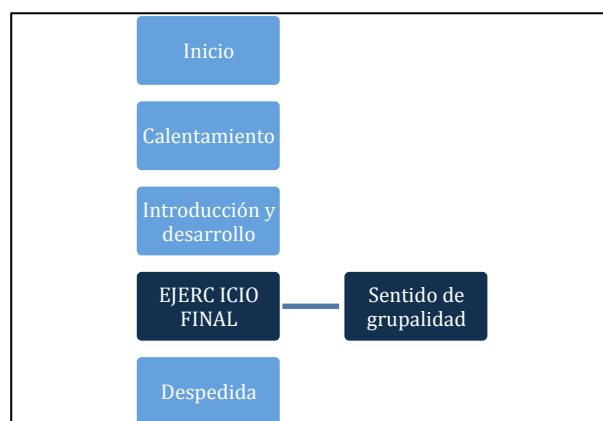 Inicio
Calentamiento
Introducción y
desarrollo
EJERC ICIO
FINAL
Sentido de
grupalidad
Despedida